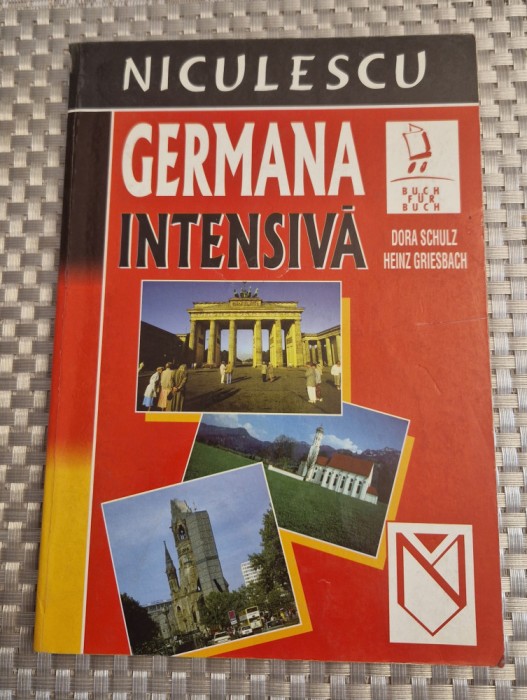 NICULESCU
GERMANA
INTENSIVĂ
BUCH
FÜR
BUCH
DORA SCHULZ
HEINZ GRIESBACH